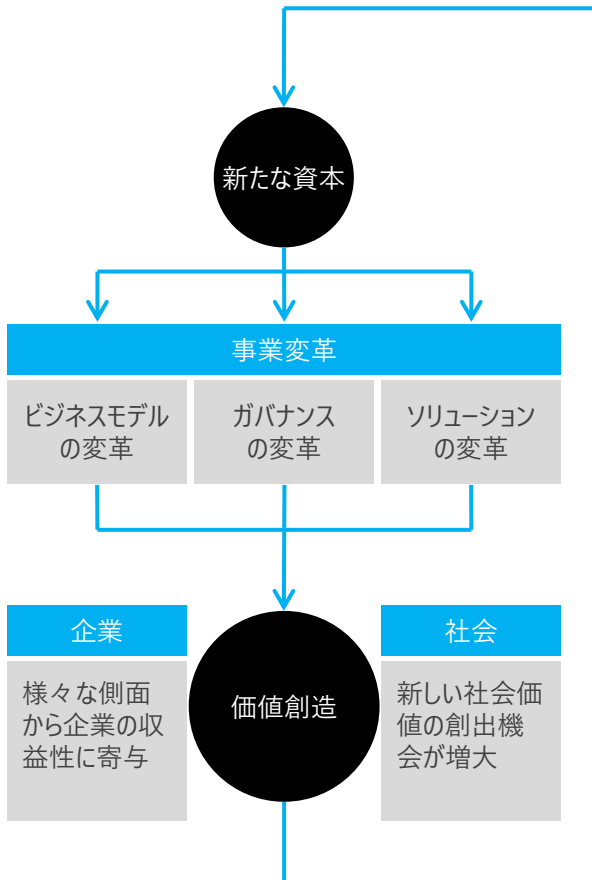 新たな資本
事業変革
ビジネスモデル
の変革
ガバナンス
の変革
ソリューション
の変革
企業
様々な側面
から企業の収
益性に寄与
価値創造
社会
新しい社会価
値の創出機
会が増大